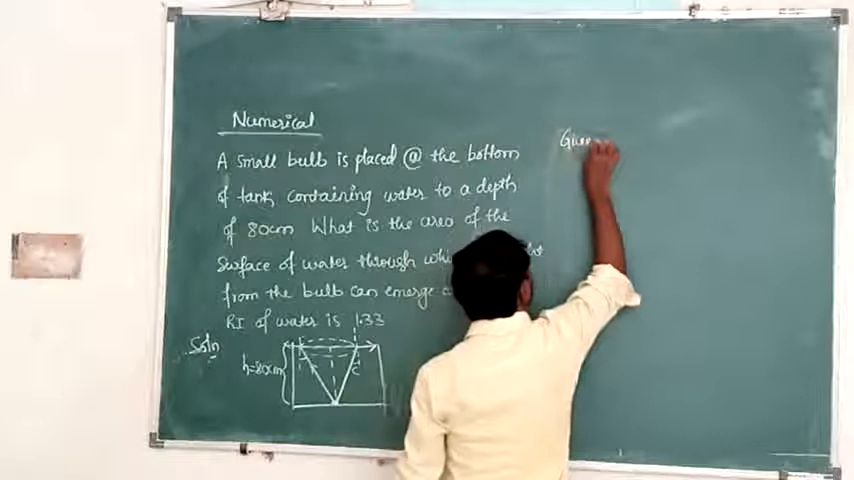 Numerical
A small bulb is placed @ the bottom
of tank containing water to a depth
of 80cm What is the area of the
Surface of water through
from the bulb can emerge
RI of water is 1.33
Soln
h=80cm
C
Given